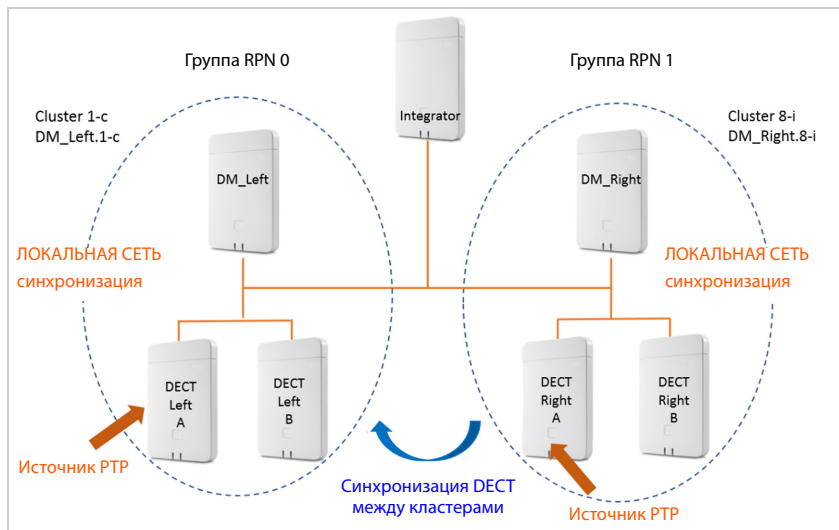 Группа RPN 0
Группа RPN 1
Integrator
Cluster 1-c
DM_Left.1-c
Cluster 8-i
DM_Right.8-i
DM_Left
DM_Right
ЛОКАЛЬНАЯ СЕТЬ
синхронизация
ЛОКАЛЬНАЯ СЕТЬ
синхронизация
DECT
Left
A
DECT
Left
B
DECT
Right
A
DECT
Right
B
Источник PTP
Синхронизация DECT
между кластерами
Источник PTP